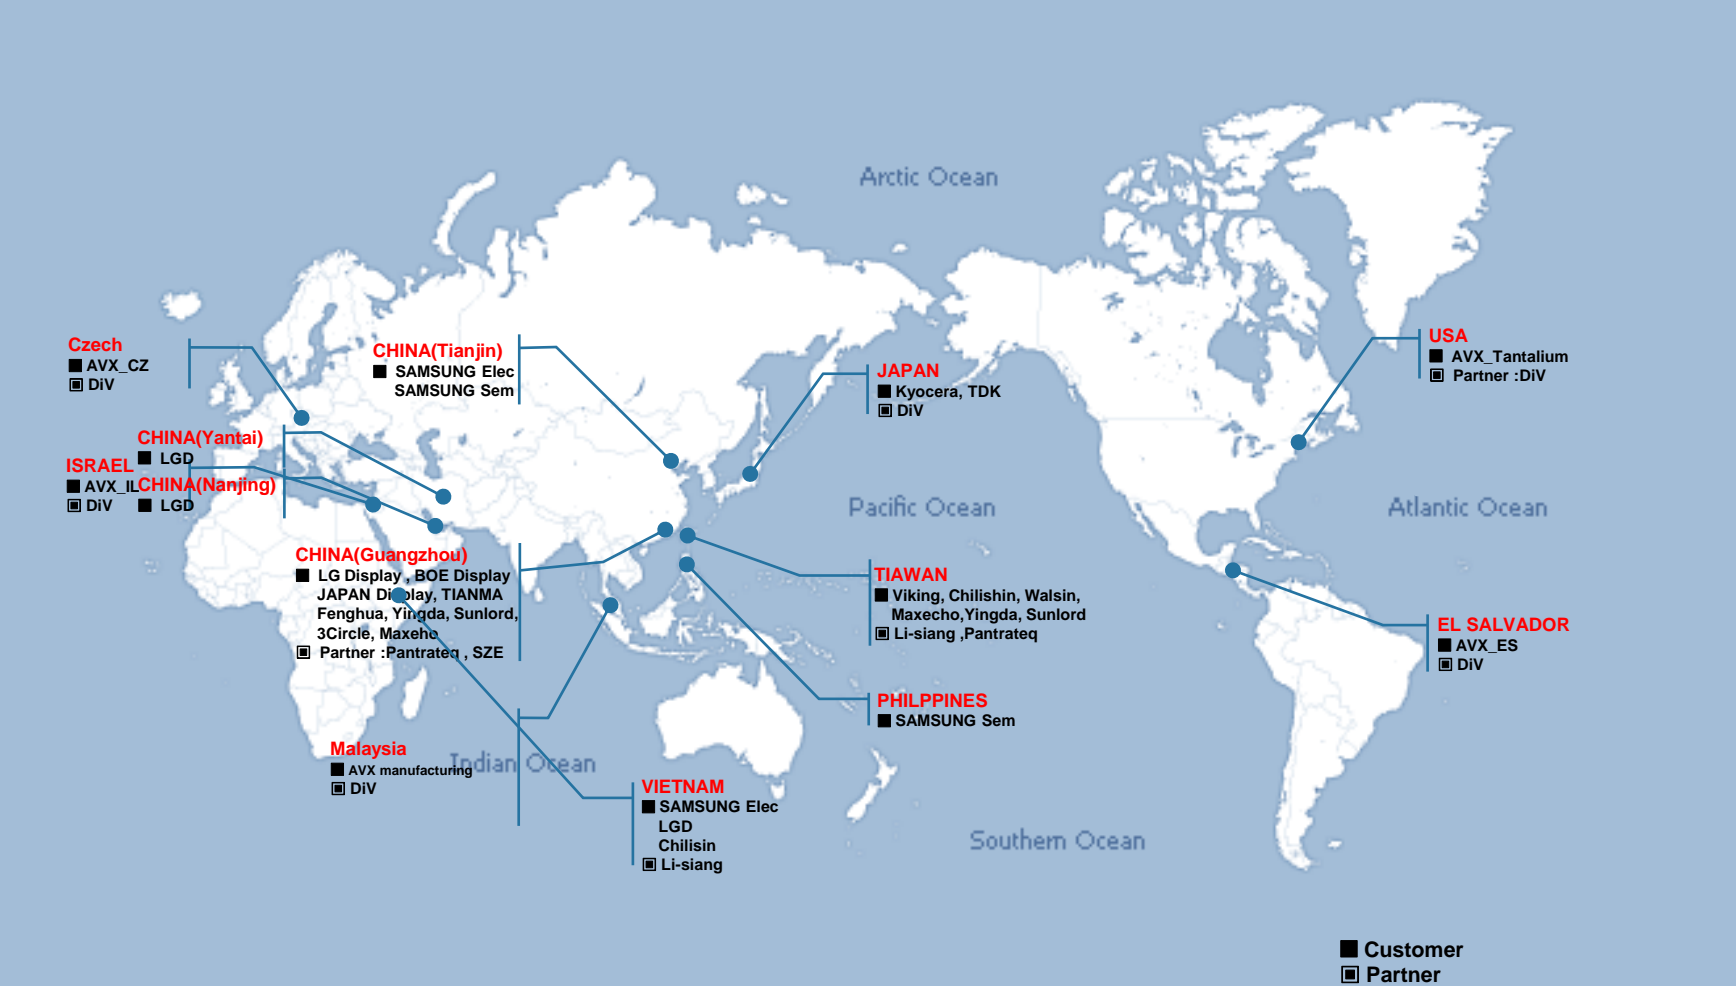 Arctic Ocean
Czech
■ AVX_CZ
▣ DiV
CHINA(Tianjin)
■ SAMSUNG Elec
SAMSUNG Sem
JAPAN
■ Kyocera, TDK
▣ DiV
USA
■ AVX_Tantalium
▣ Partner :DiV
CHINA(Yantai)
■ LGD
ISRAEL
■ AVX_IL
▣ DiV
CHINA(Nanjing)
■ LGD
Pacific Ocean
Atlantic Ocean
CHINA(Guangzhou)
■ LG Display , BOE Display
JAPAN Display, TIANMA
Fenghua, Yingda, Sunlord,
3Circle, Maxeho
▣ Partner :Pantrateq , SZE
TIAWAN
■ Viking, Chilishin, Walsin,
Maxecho,Yingda, Sunlord
▣ Li-siang ,Pantrateq
EL SALVADOR
■ AVX_ES
▣ DiV
PHILPPINES
■ SAMSUNG Sem
Malaysia
■ AVX manufacturing
▣ DiV
Indian Ocean
VIETNAM
■ SAMSUNG Elec
LGD
Chilisin
▣ Li-siang
Southern Ocean
■ Customer
▣ Partner